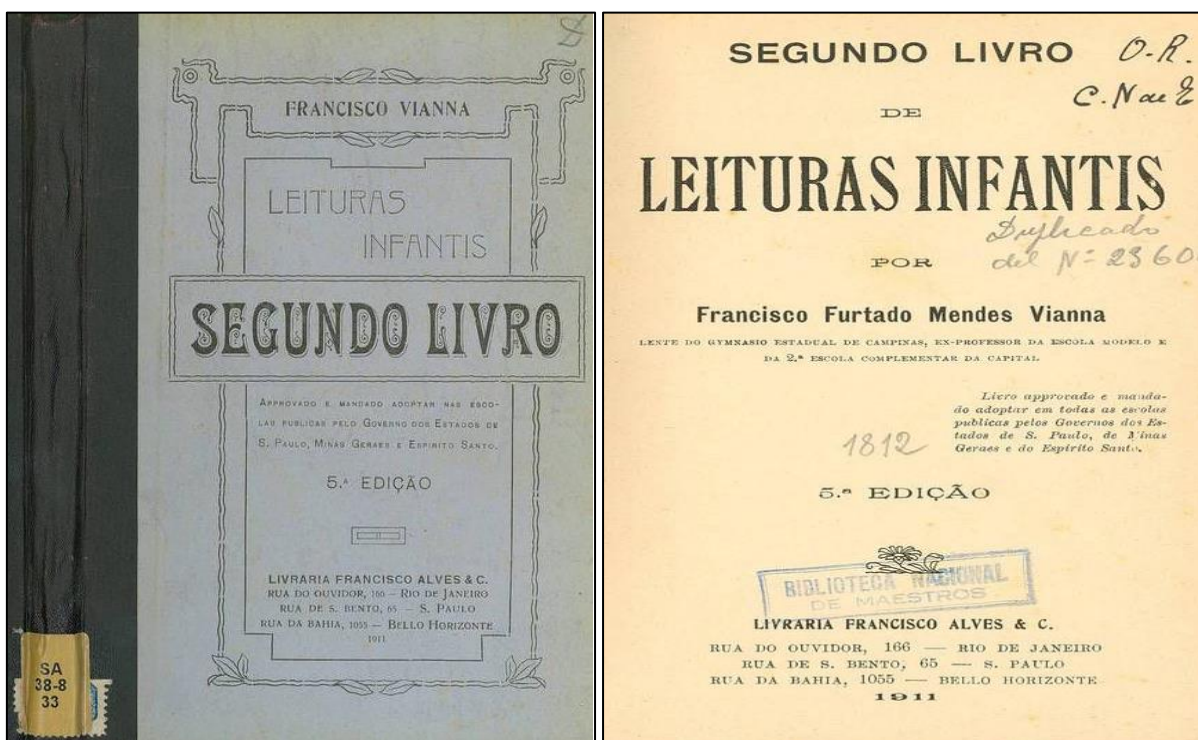 FRANCISCO VIANNA
LEITURAS
INFANTIS
SEGUNDO LIVRO
APPROVADO E MANDADO ADOPTAR NAS ESCO-
LAS PUBLICAS PELO GOVERNO DOS ESTADOS DE
S. PAULO, MINAS GERAES E ESPIRITO SANTO.
5.ª EDIÇÃO
LIVRARIA FRANCISCO ALVES & C.
RUA DO OUVIDOR, 166 — RIO DE JANEIRO
RUA DE S. BENTO, 65 — S. PAULO
RUA DA BAHIA, 1055 — BELLO HORIZONTE
1911
SA
38-8
33
SEGUNDO LIVRO
O.R.
DE
LEITURAS INFANTIS
Duplicado
POR
del Nº 2360
Francisco Furtado Mendes Vianna
LENTE DO GYMNASIO ESTADUAL DE CAMPINAS, EX-PROFESSOR DA ESCOLA MODELO E
DA 2.ª ESCOLA COMPLEMENTAR DA CAPITAL
Livro approvado e manda-
do adoptar em todas as escolas
publicas pelos Governos dos Es-
tados de S. Paulo, de Minas
Geraes e do Espirito Santo.
1812
5.ª EDIÇÃO
BIBLIOTECA NACIONAL
DE MAESTROS
LIVRARIA FRANCISCO ALVES & C.
RUA DO OUVIDOR, 166 — RIO DE JANEIRO
RUA DE S. BENTO, 65 — S. PAULO
RUA DA BAHIA, 1055 — BELLO HORIZONTE
1911